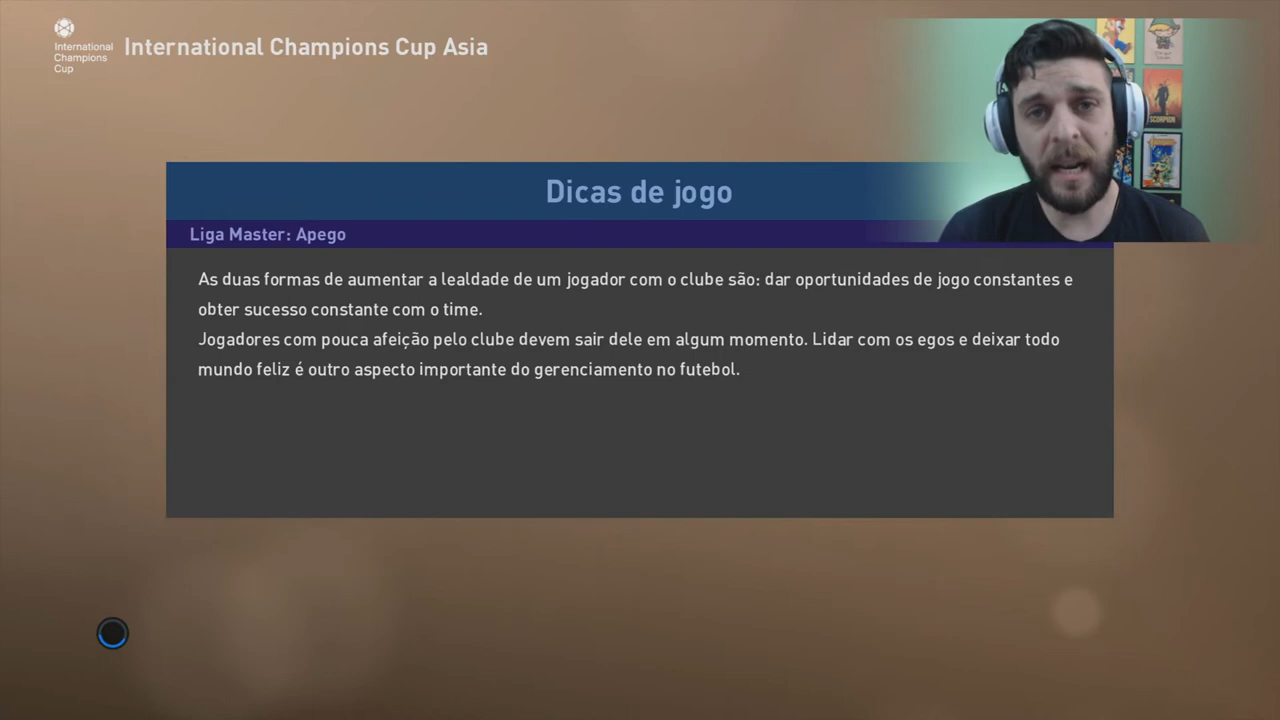 International
Champions
Cup
International Champions Cup Asia
SCORPION
Dicas de jogo
Liga Master: Apego
As duas formas de aumentar a lealdade de um jogador com o clube são: dar oportunidades de jogo constantes e
obter sucesso constante com o time.
Jogadores com pouca afeição pelo clube devem sair dele em algum momento. Lidar com os egos e deixar todo
mundo feliz é outro aspecto importante do gerenciamento no futebol.